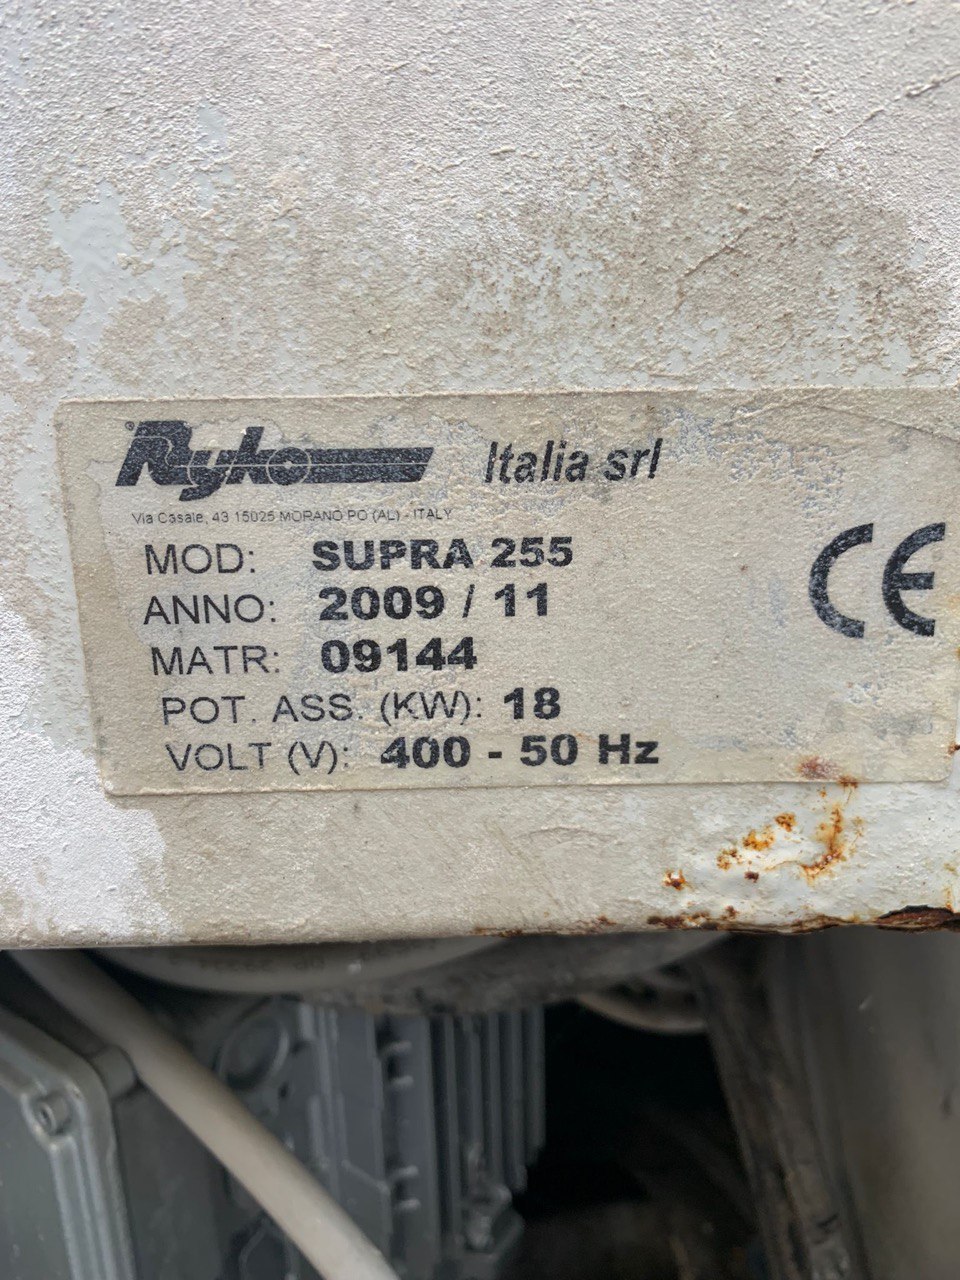 ® Ryko Italia srl
Via Casale, 43 15025 MORANO PO (AL) - ITALY
MOD: SUPRA 255
ANNO: 2009 / 11
MATR: 09144
POT. ASS. (KW): 18
VOLT (V): 400 - 50 Hz
CE